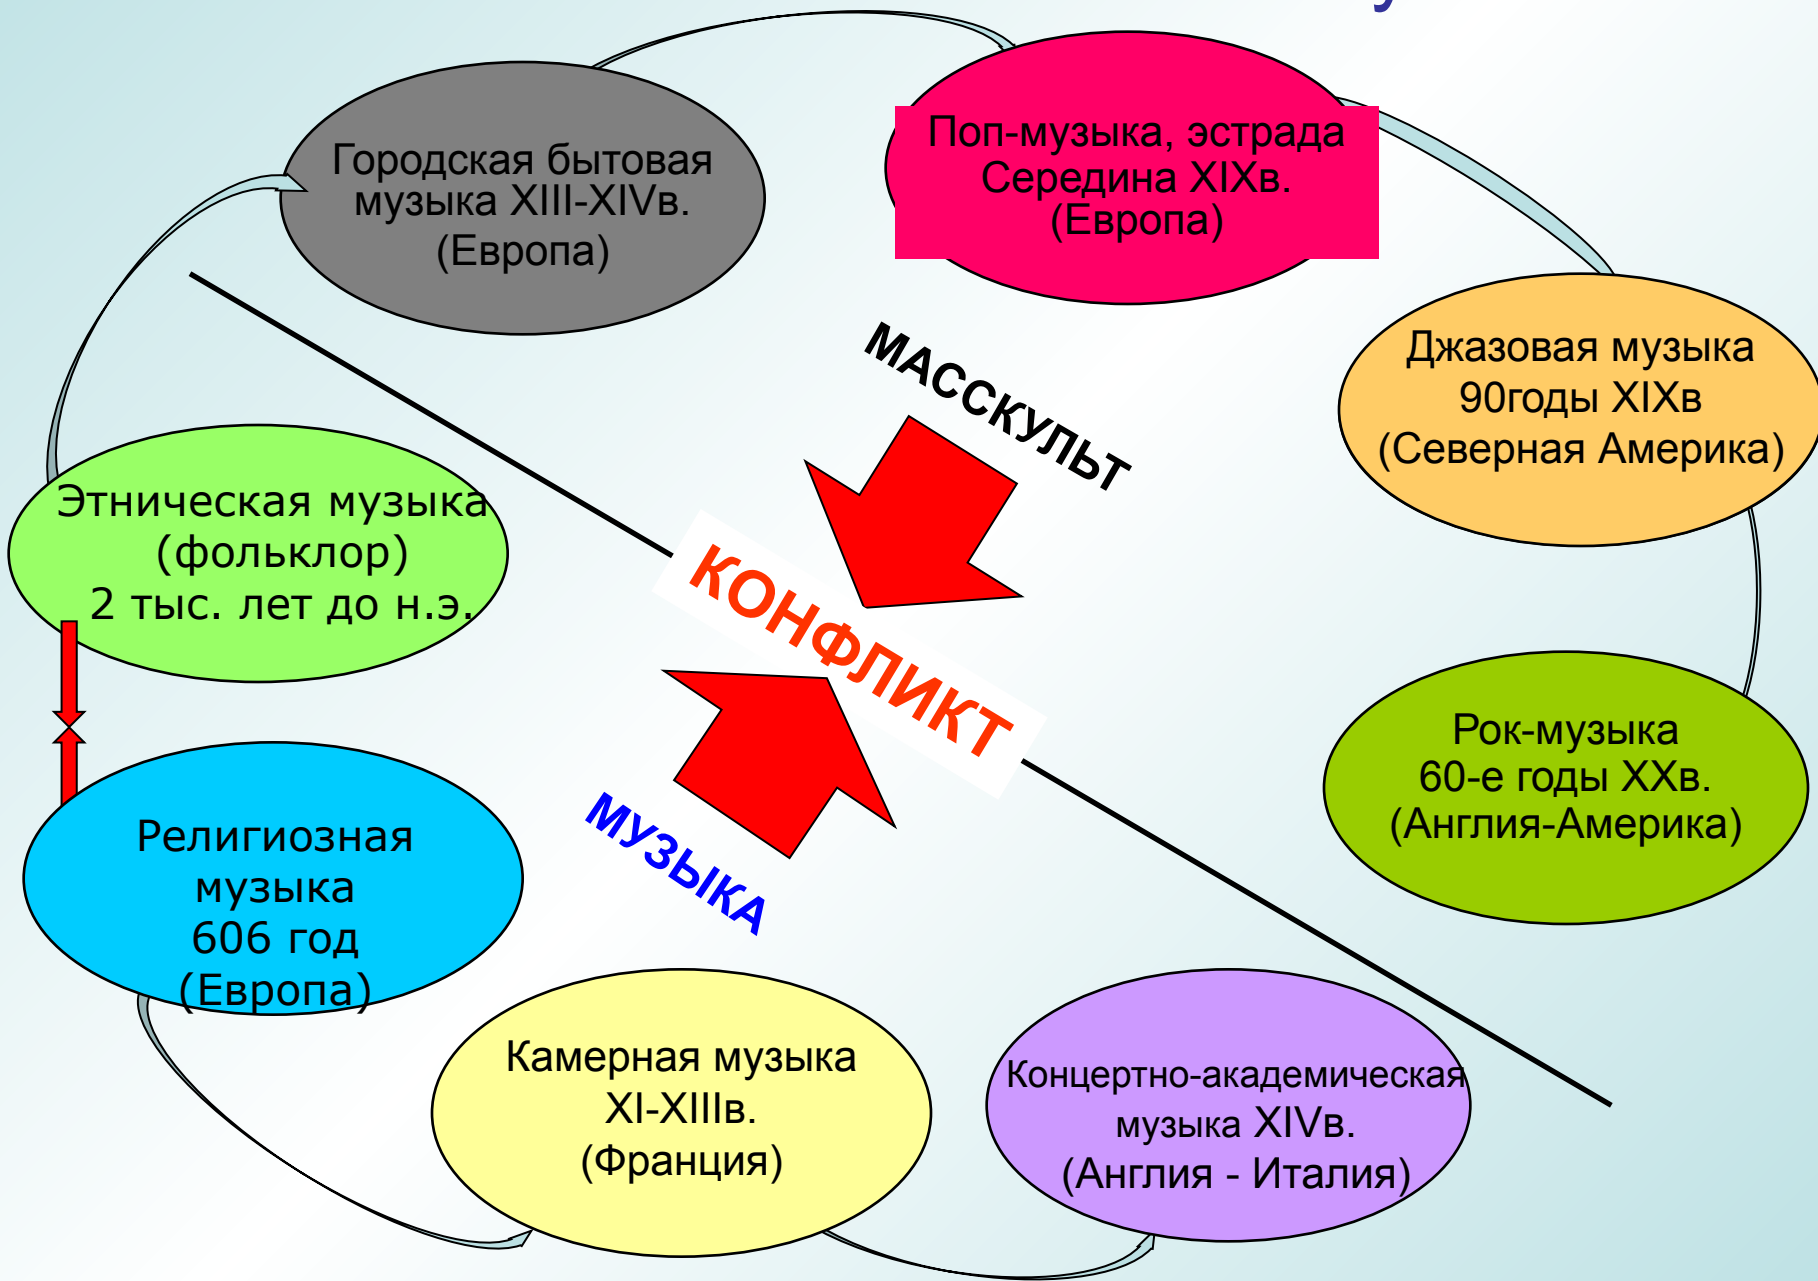 Городская бытовая
музыка XIII-XIVв.
(Европа)
Поп-музыка, эстрада
Середина XIXв.
(Европа)
Джазовая музыка
90годы XIXв
(Северная Америка)
МАССКУЛЬТ
Этническая музыка
(фольклор)
2 тыс. лет до н.э.
КОНФЛИКТ
Рок-музыка
60-е годы XXв.
(Англия-Америка)
МУЗЫКА
Религиозная
музыка
606 год
(Европа)
Камерная музыка
XI-XIIIв.
(Франция)
Концертно-академическая
музыка XIVв.
(Англия - Италия)